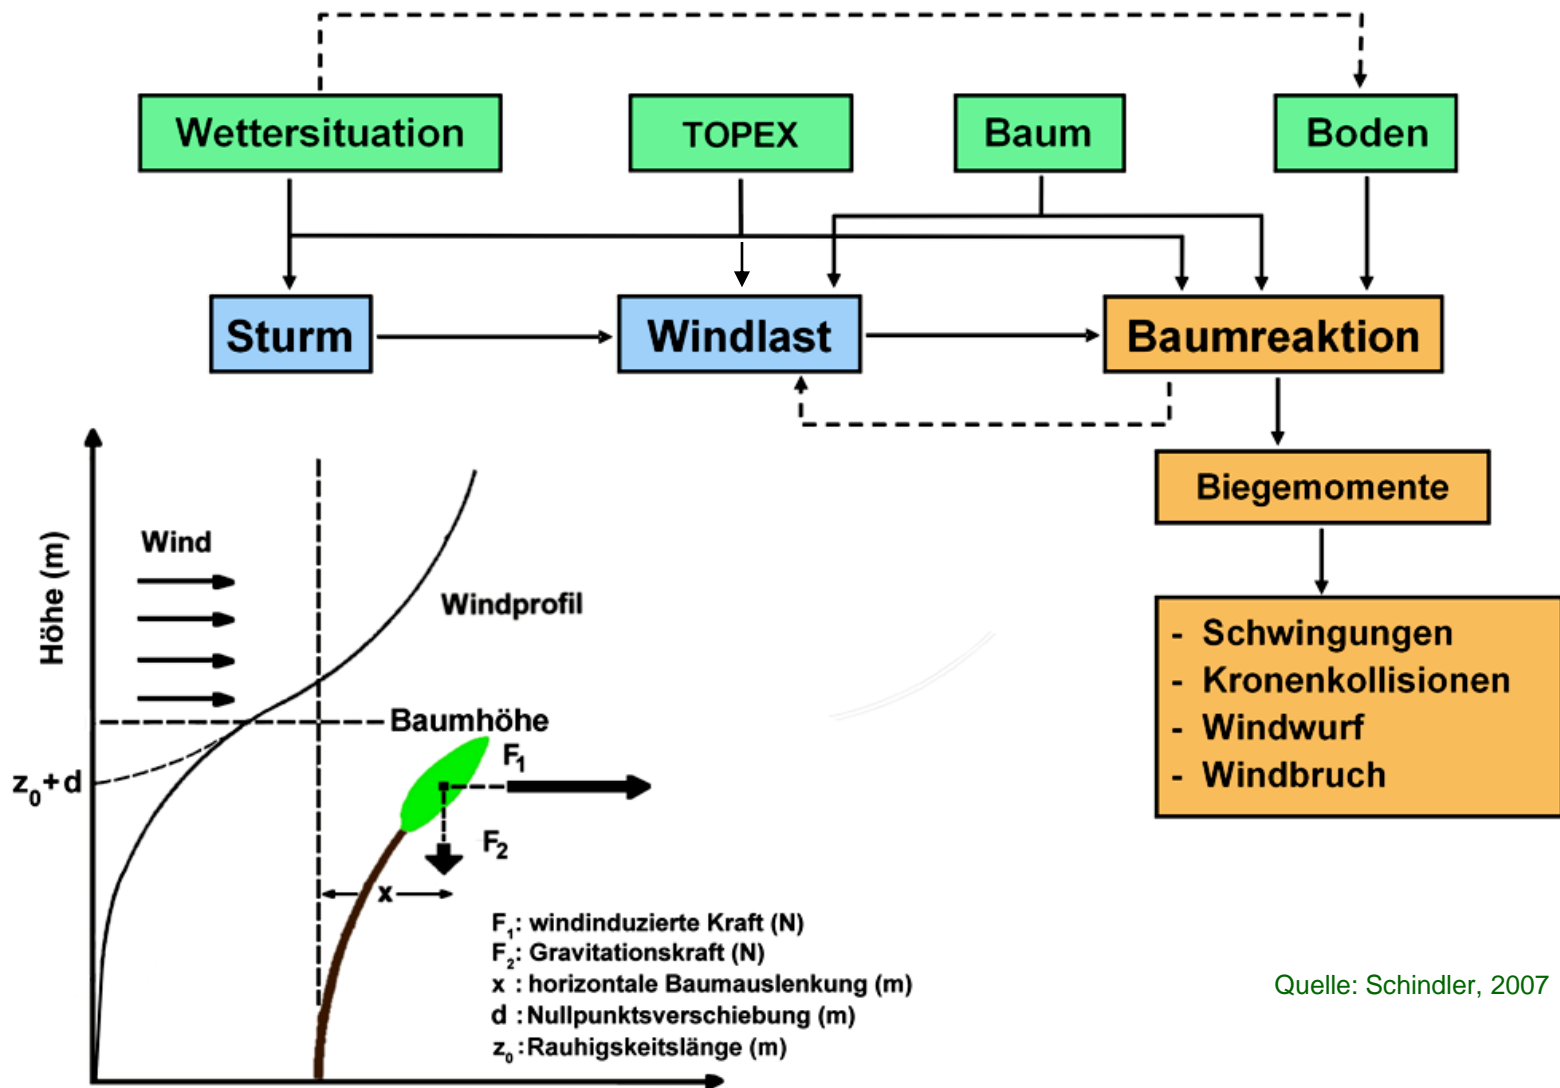 Wettersituation
TOPEX
Baum
Boden
Sturm
Windlast
Baumreaktion
Biegemomente
- Schwingungen
- Kronenkollisionen
- Windwurf
- Windbruch
Höhe (m)
Wind
Windprofil
Baumhöhe
z₀+d
F₁
F₂
x
F₁: windinduzierte Kraft (N)
F₂: Gravitationskraft (N)
x : horizontale Baumauslenkung (m)
d : Nullpunktsverschiebung (m)
z₀: Rauhigskeitslänge (m)
Quelle: Schindler, 2007